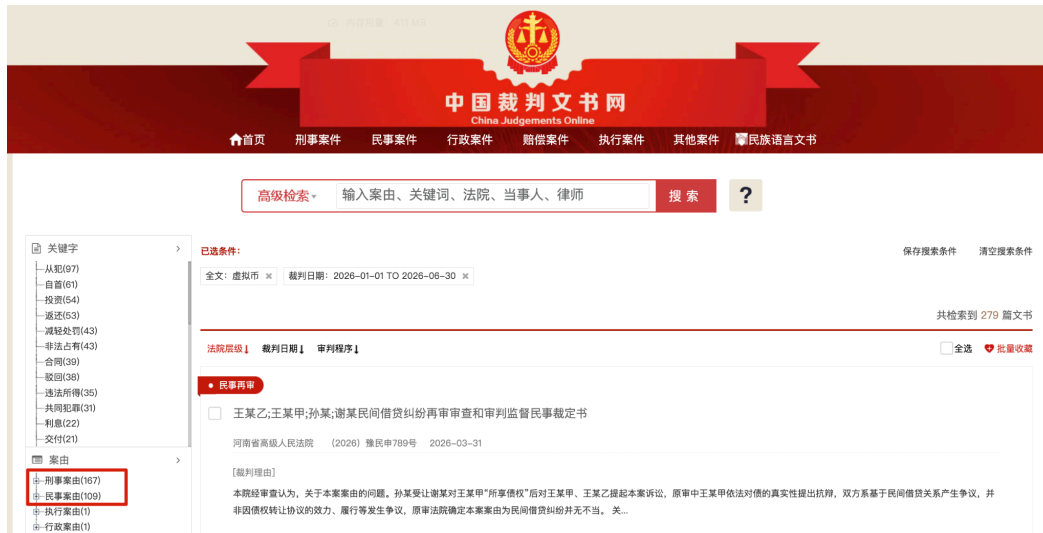 中国裁判文书网
China Judgements Online
首页 刑事案件 民事案件 行政案件 赔偿案件 执行案件 其他案件 民族语言文书
高级检索 输入案由、关键词、法院、当事人、律师 搜索 ?
关键字 >
从犯(97)
自首(61)
投资(54)
返还(53)
减轻处罚(43)
非法占有(43)
合同(39)
驳回(38)
违法所得(35)
共同犯罪(31)
利息(22)
交付(21)
案由 >
刑事案由(167)
民事案由(109)
执行案由(1)
行政案由(1)
已选条件: 保存搜索条件 清空搜索条件
全文: 虚拟币 × 裁判日期: 2026-01-01 TO 2026-06-30 ×
共检索到 279 篇文书
法院层级 裁判日期 审判程序 全选 批量收藏
民事再审
王某乙;王某甲;孙某;谢某民间借贷纠纷再审审查和审判监督民事裁定书
河南省高级人民法院 （2026）豫民申789号 2026-03-31
[裁判理由]
本院经审查认为，关于本案案由的问题。孙某受让谢某对王某甲“所享债权”后对王某甲、王某乙提起本案诉讼，原审中王某甲依法对债的真实性提出抗辩，双方系基于民间借贷关系产生争议，并
非因债权转让协议的效力、履行等发生争议，原审法院确定本案案由为民间借贷纠纷并无不当。 关...